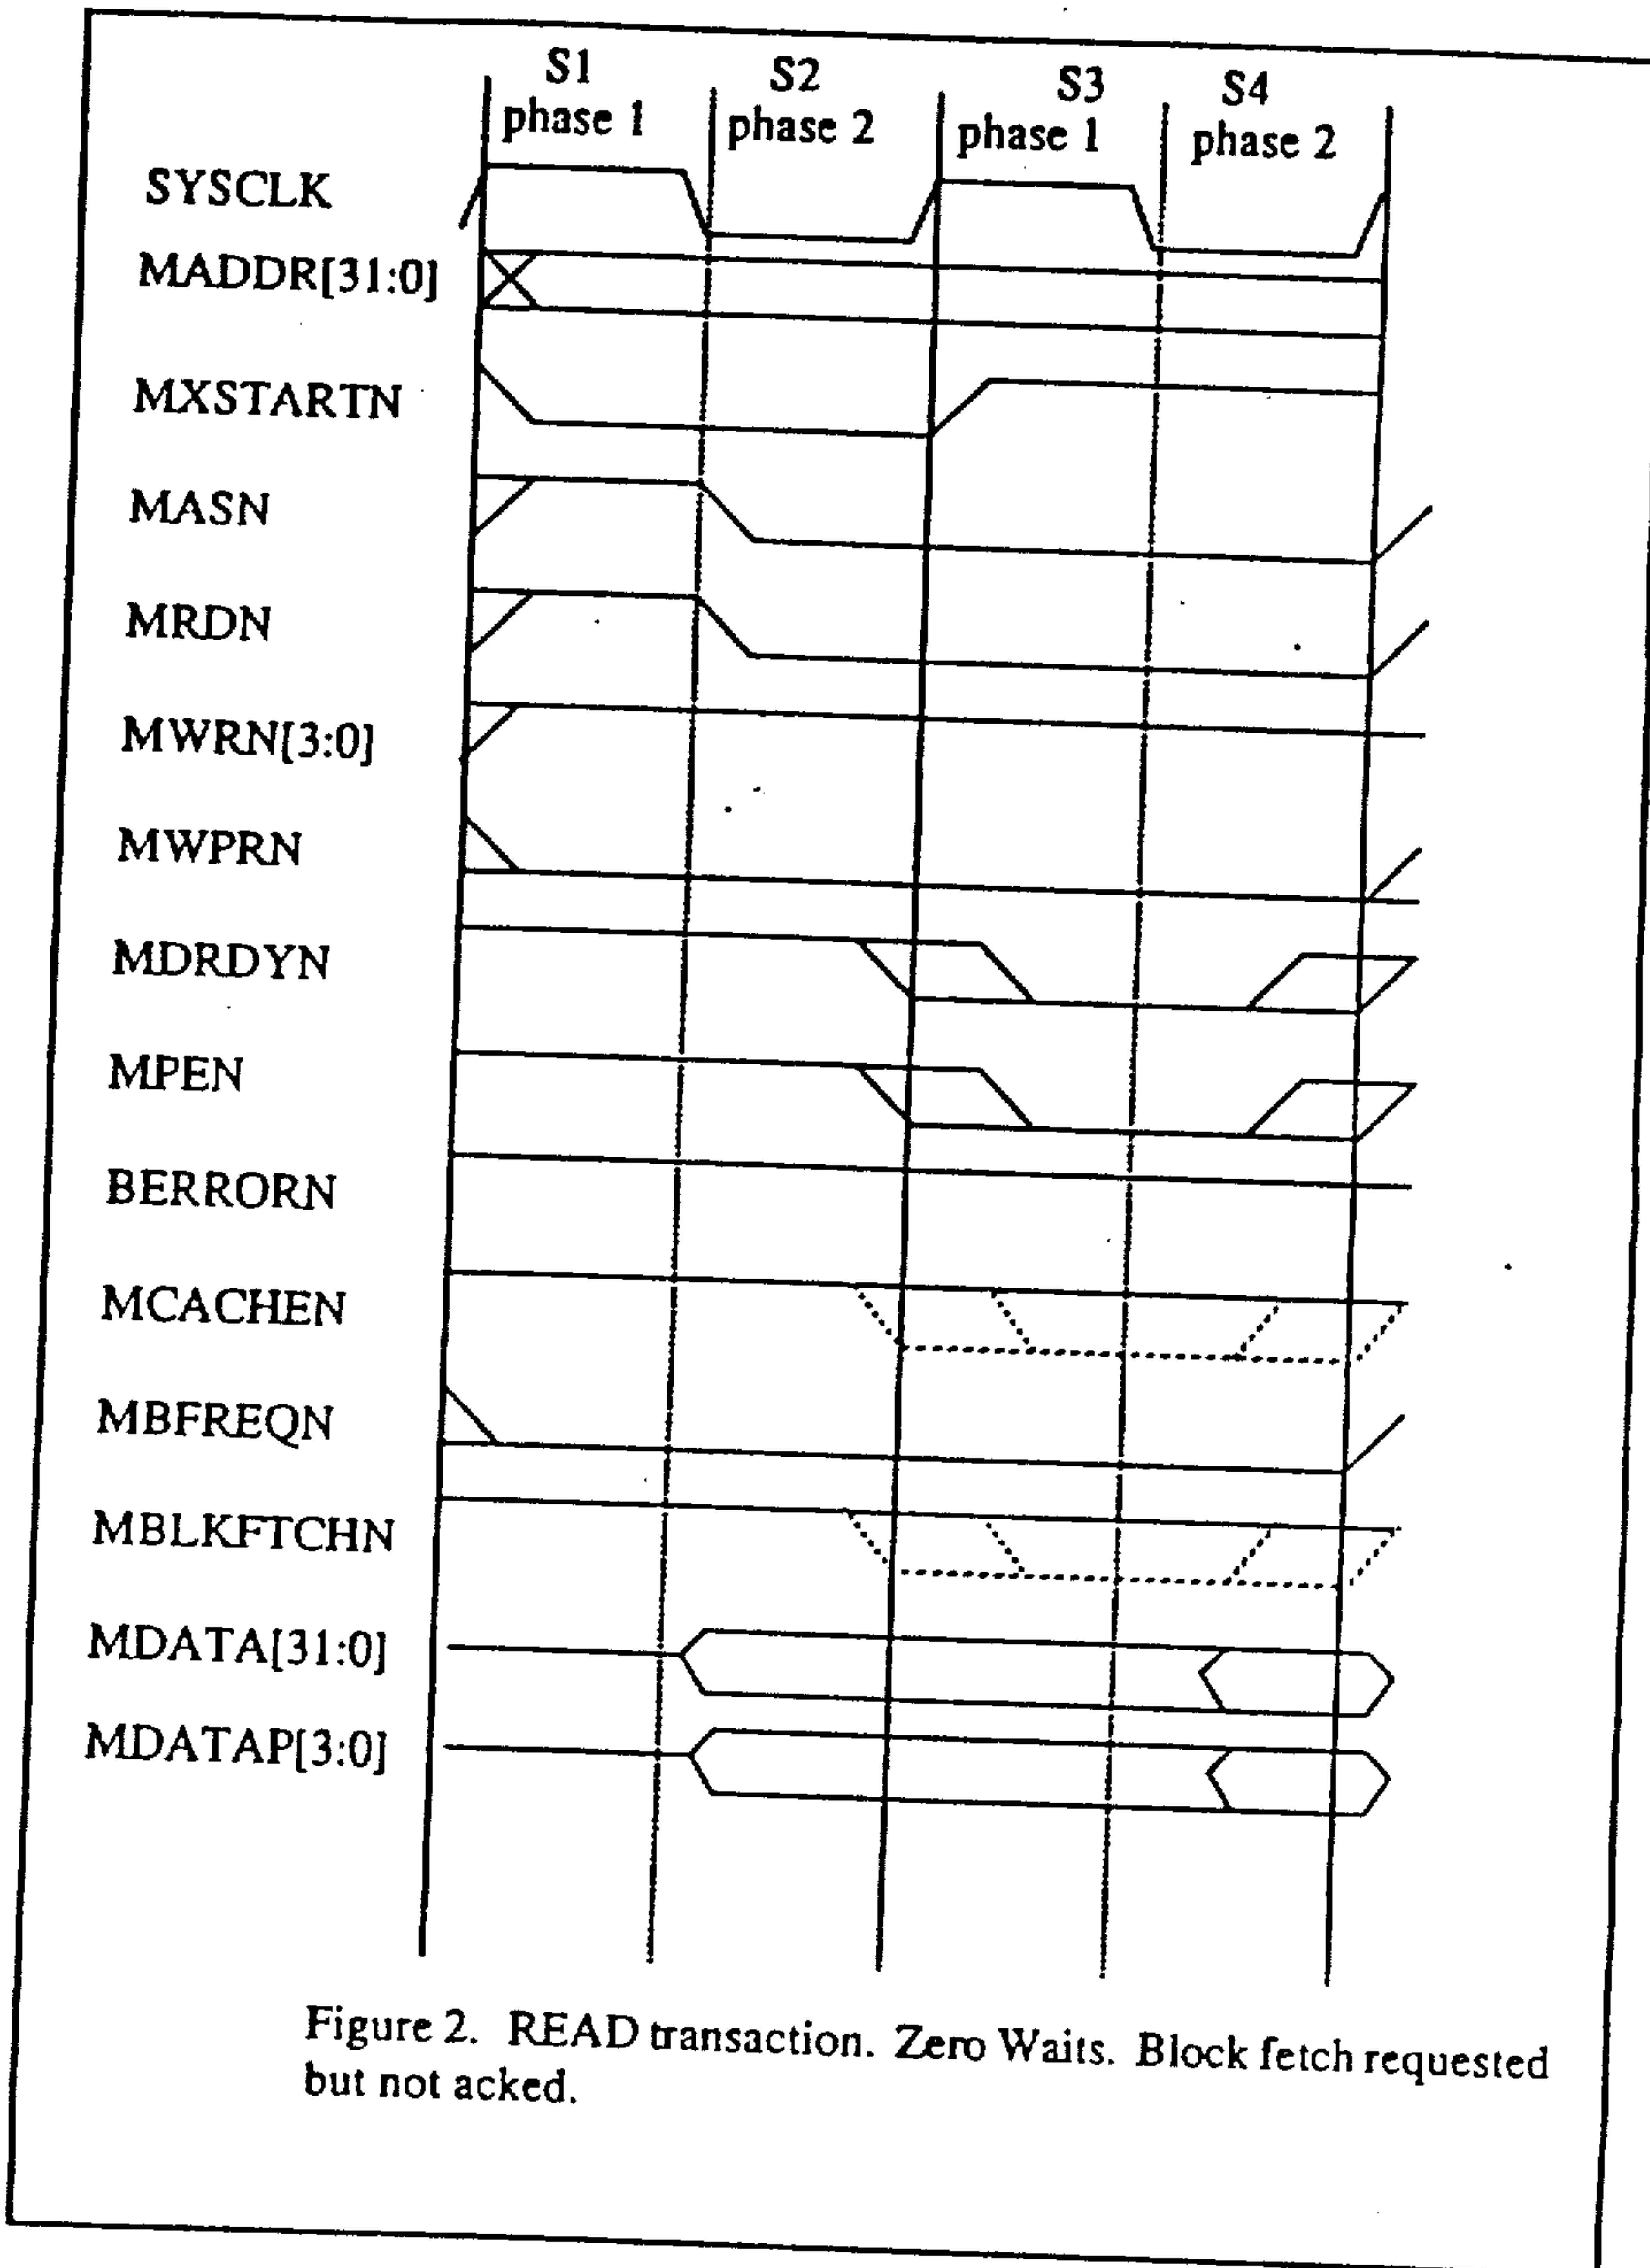 S1
phase 1
S2
phase 2
S3
phase 1
S4
phase 2
SYSCLK
MADDR[31:0]
MXSTARTN
MASN
MRDN
MWRN[3:0]
MWPRN
MDRDYN
MPEN
BERRORN
MCACHEN
MBFREQN
MBLKFTCHN
MDATA[31:0]
MDATAP[3:0]
Figure 2. READ transaction. Zero Waits. Block fetch requested
but not acked.